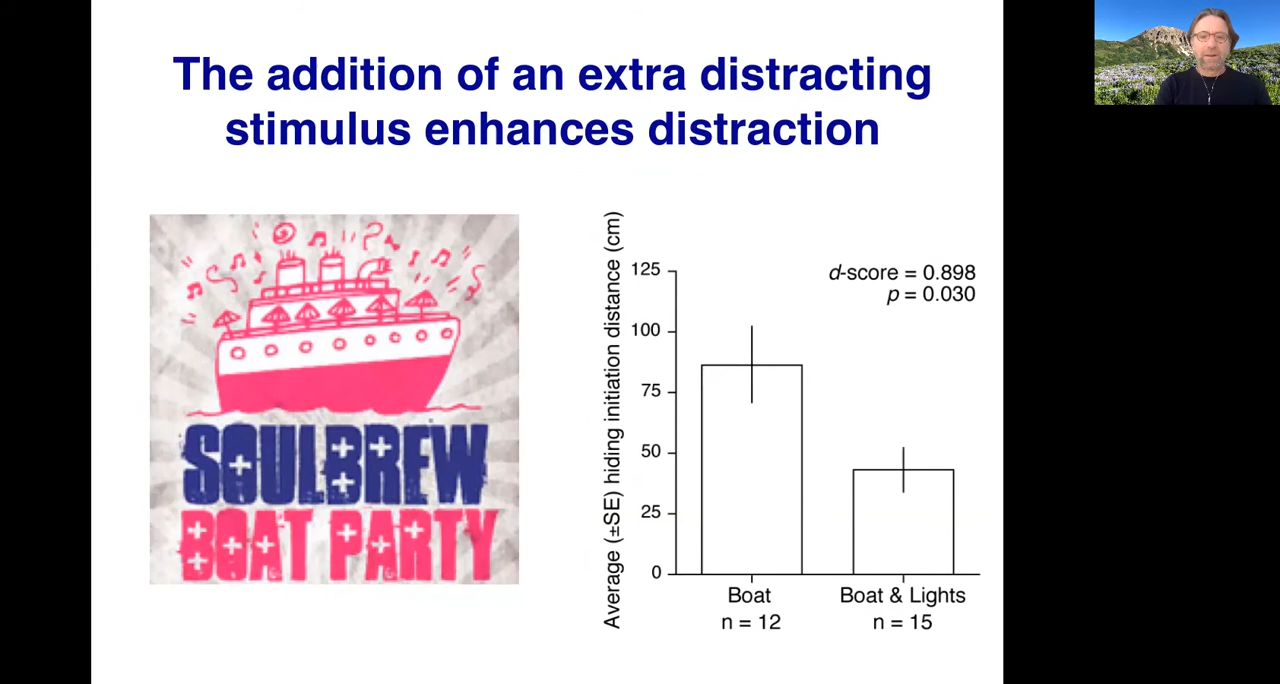 The addition of an extra distracting
stimulus enhances distraction
SOULBREW
BOAT PARTY
Average (±SE) hiding initiation distance (cm)
125
100
75
50
25
0
d-score = 0.898
p = 0.030
Boat
n = 12
Boat & Lights
n = 15